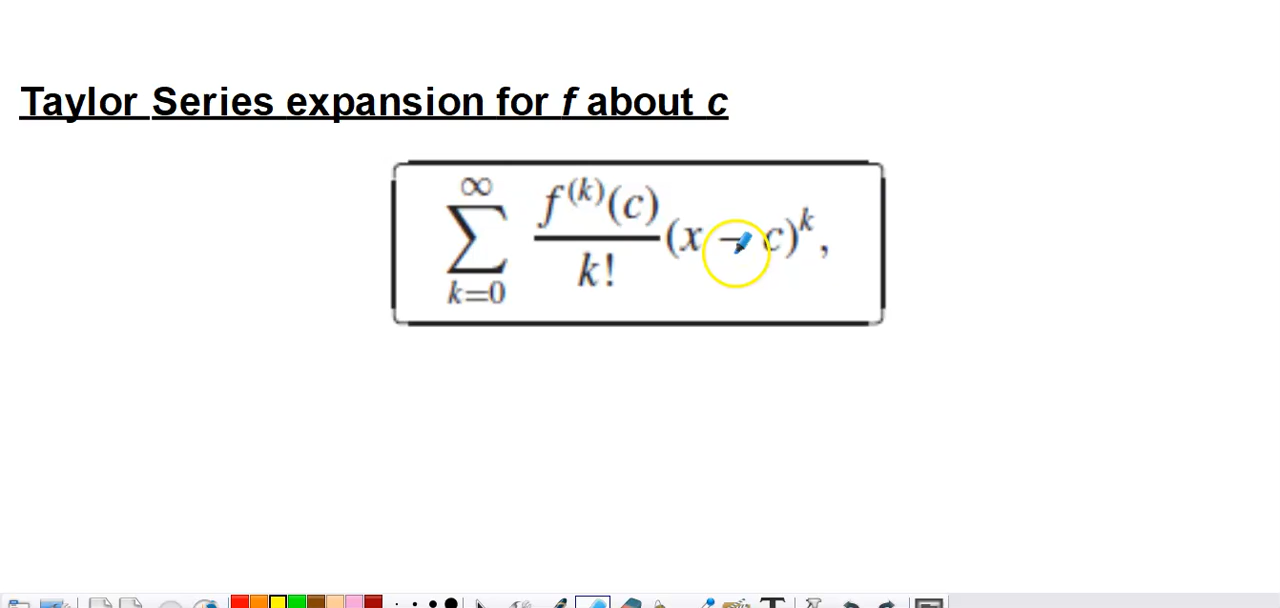 Taylor Series expansion for f about c
∞
∑ f^(k)(c) / k! (x − c)^k,
k=0